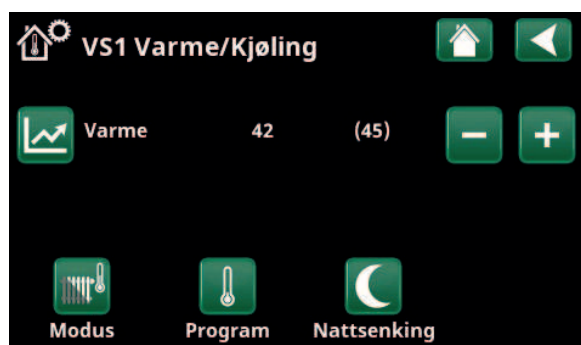 VS1 Varme/Kjøling
Varme 42 (45)
Modus Program Nattsenking